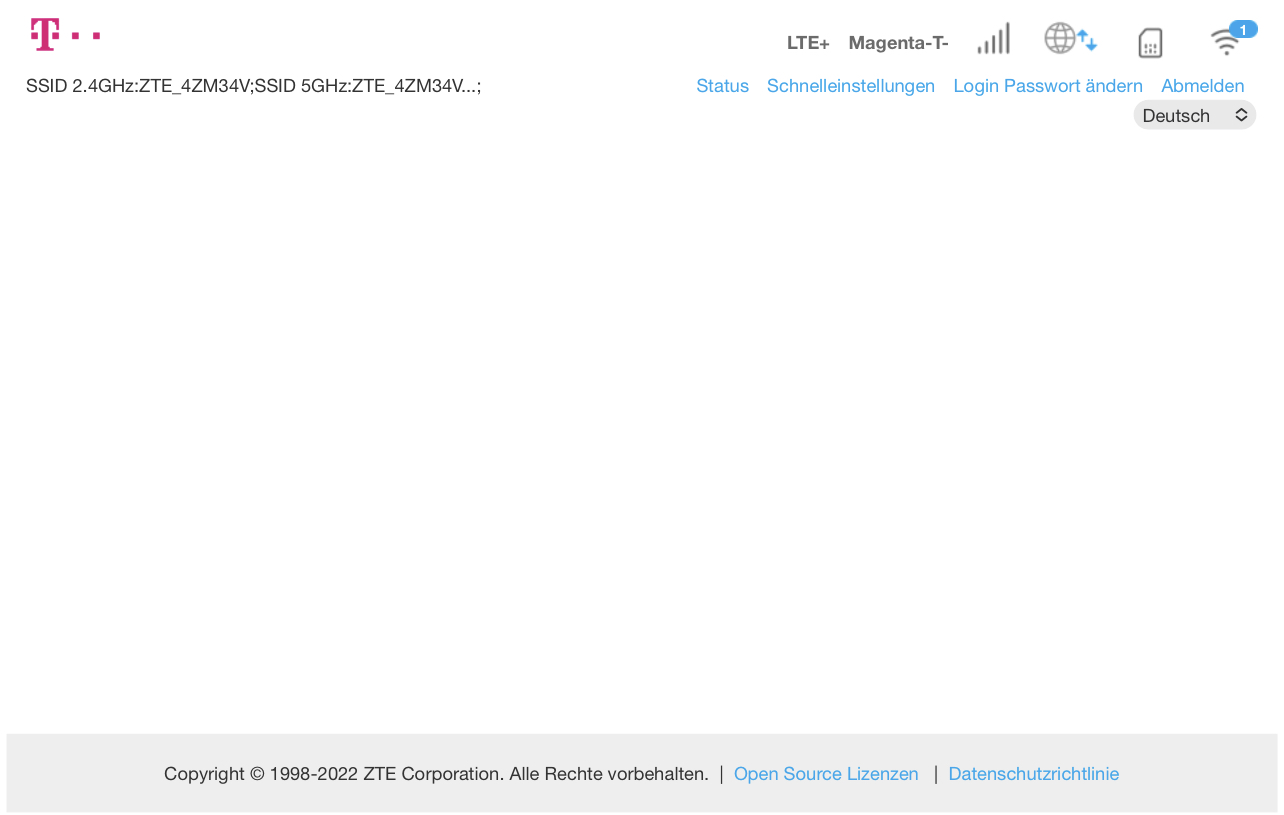 T
LTE+ Magenta-T- 1
SSID 2.4GHz:ZTE_4ZM34V;SSID 5GHz:ZTE_4ZM34V...; Status Schnelleinstellungen Login Passwort ändern Abmelden
Deutsch
Copyright © 1998-2022 ZTE Corporation. Alle Rechte vorbehalten. | Open Source Lizenzen | Datenschutzrichtlinie